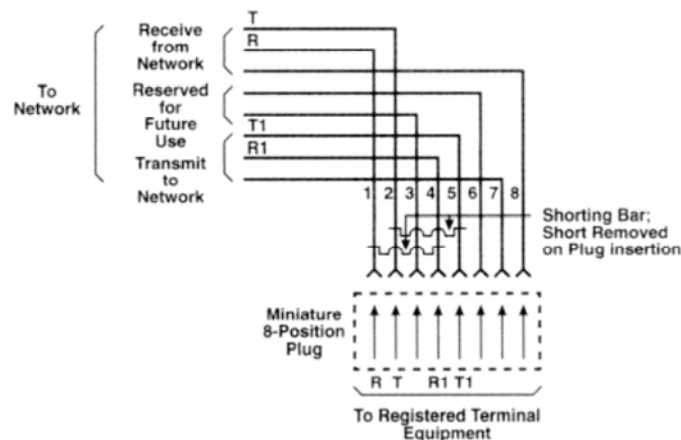 To
Network
Receive
from
Network
Reserved
for
Future
Use
Transmit
to
Network
T
R
T1
R1
1 2 3 4 5 6 7 8
Shorting Bar;
Short Removed
on Plug insertion
Miniature
8-Position
Plug
R T R1 T1
To Registered Terminal
Equipment